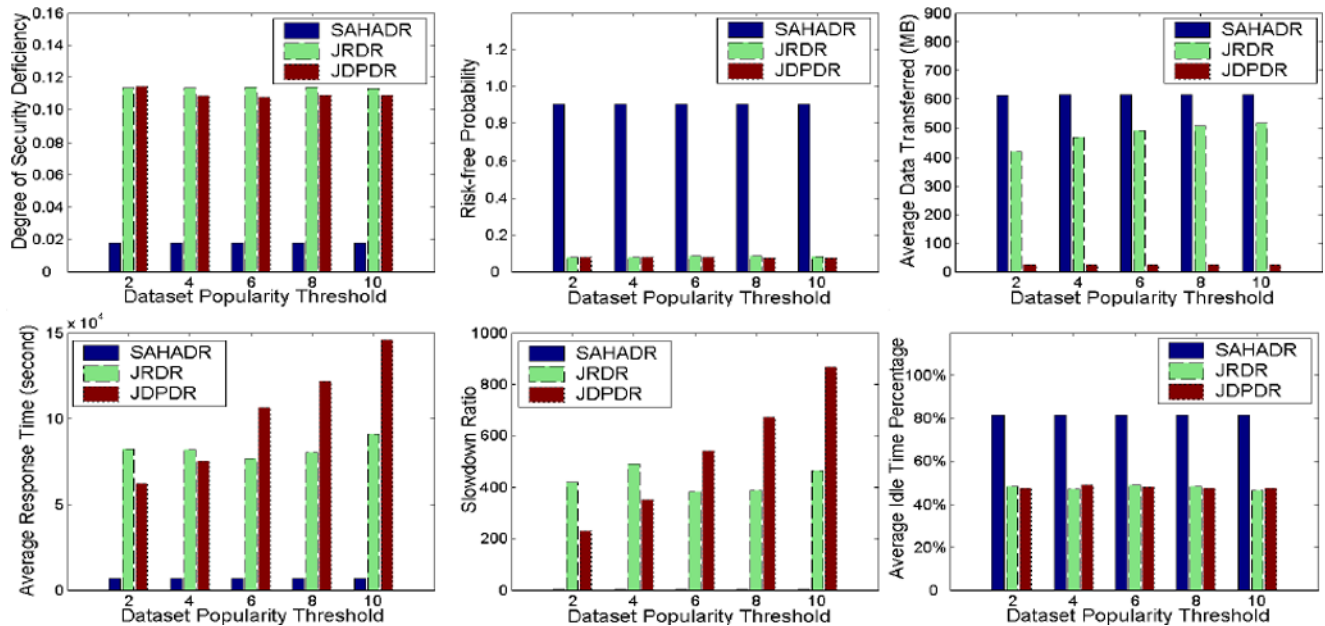 Degree of Security Deficiency
0.16
0.14
0.12
0.10
0.08
0.06
0.04
0.02
0
SAHADR
JRDR
JDPDR
2 4 6 8 10
Dataset Popularity Threshold
Risk-free Probability
1.4
1.2
1.0
0.8
0.6
0.4
0.2
0
SAHADR
JRDR
JDPDR
2 4 6 8 10
Dataset Popularity Threshold
Average Data Transferred (MB)
900
800
700
600
500
400
300
200
100
0
SAHADR
JRDR
JDPDR
2 4 6 8 10
Dataset Popularity Threshold
Average Response Time (second)
x 10⁴
15
10
5
0
SAHADR
JRDR
JDPDR
2 4 6 8 10
Dataset Popularity Threshold
Slowdown Ratio
1000
800
600
400
200
0
SAHADR
JRDR
JDPDR
2 4 6 8 10
Dataset Popularity Threshold
Average Idle Time Percentage
100%
80%
60%
40%
20%
0
SAHADR
JRDR
JDPDR
2 4 6 8 10
Dataset Popularity Threshold